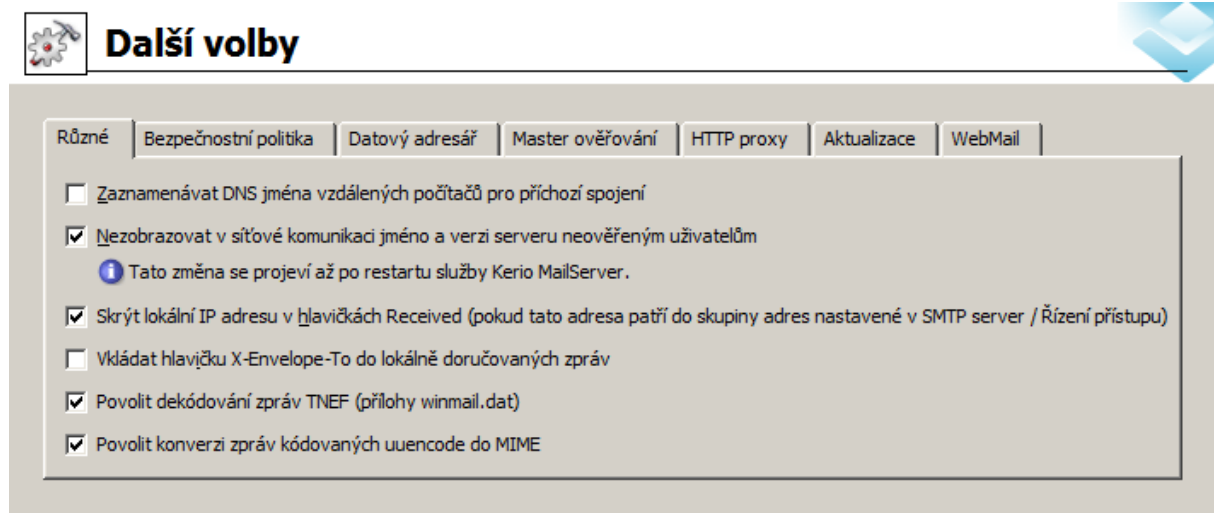 Další volby
Různé Bezpečnostní politika Datový adresář Master ověřování HTTP proxy Aktualizace WebMail
Zaznamenávat DNS jména vzdálených počítačů pro příchozí spojení
Nezobrazovat v síťové komunikaci jméno a verzi serveru neověřeným uživatelům
Tato změna se projeví až po restartu služby Kerio MailServer.
Skrýt lokální IP adresu v hlavičkách Received (pokud tato adresa patří do skupiny adres nastavené v SMTP server / Řízení přístupu)
Vkládat hlavičku X-Envelope-To do lokálně doručovaných zpráv
Povolit dekódování zpráv TNEF (přílohy winmail.dat)
Povolit konverzi zpráv kódovaných uuencode do MIME